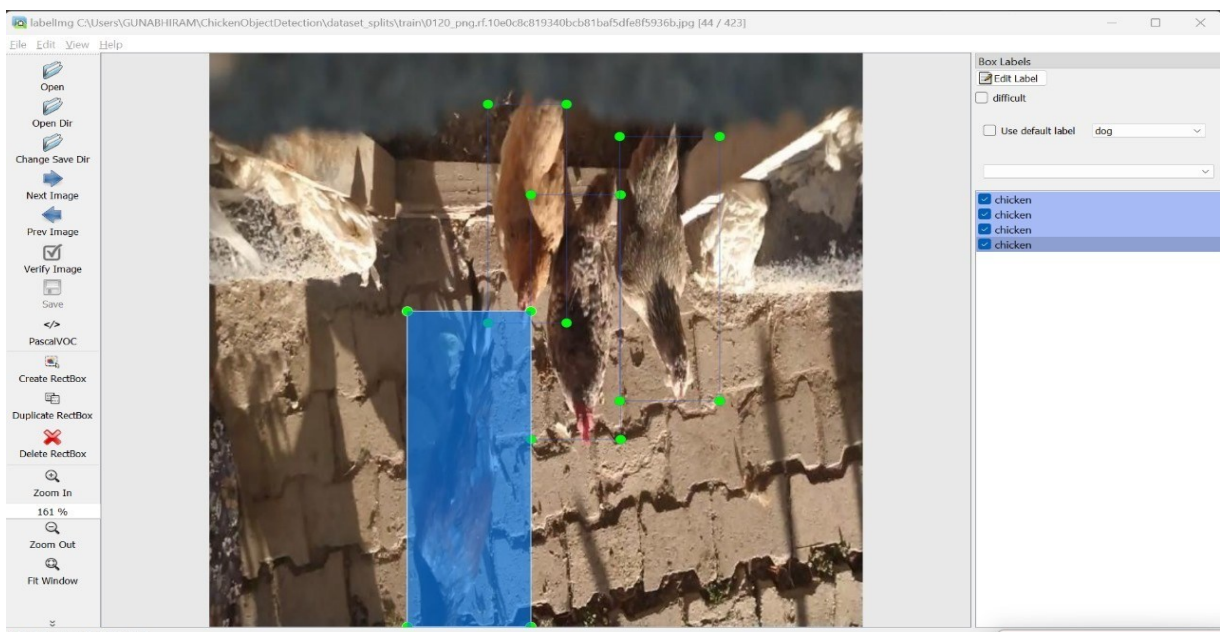 labelImg C:\Users\GUNABHIRAM\ChickenObjectDetection\dataset_splits\train\0120_png.rf.10e0c8c819340bcb81baf5dfe8f5936b.jpg [44 / 423]
File Edit View Help
Open
Open Dir
Change Save Dir
Next Image
Prev Image
Verify Image
Save
</>
PascalVOC
Create RectBox
Duplicate RectBox
Delete RectBox
Zoom In
161 %
Zoom Out
Fit Window
Box Labels
Edit Label
difficult
Use default label dog
chicken
chicken
chicken
chicken